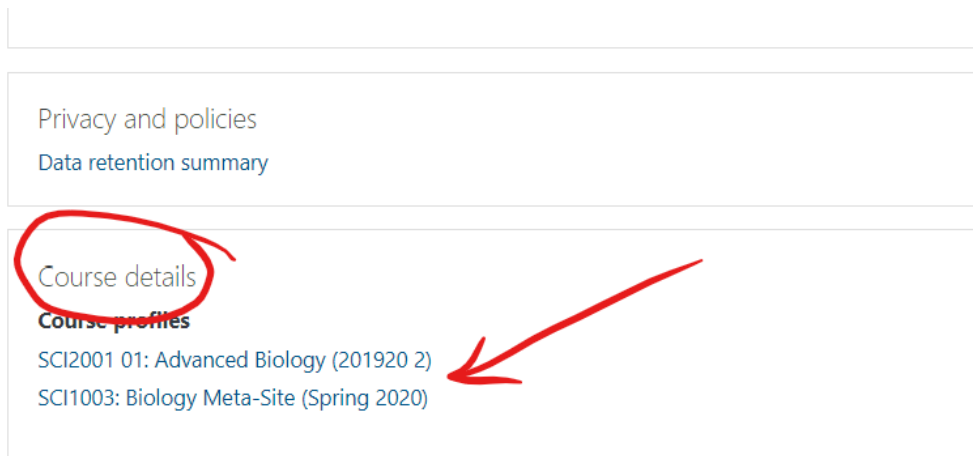 Privacy and policies
Data retention summary
Course details
Course profiles
SCI2001 01: Advanced Biology (201920 2)
SCI1003: Biology Meta-Site (Spring 2020)